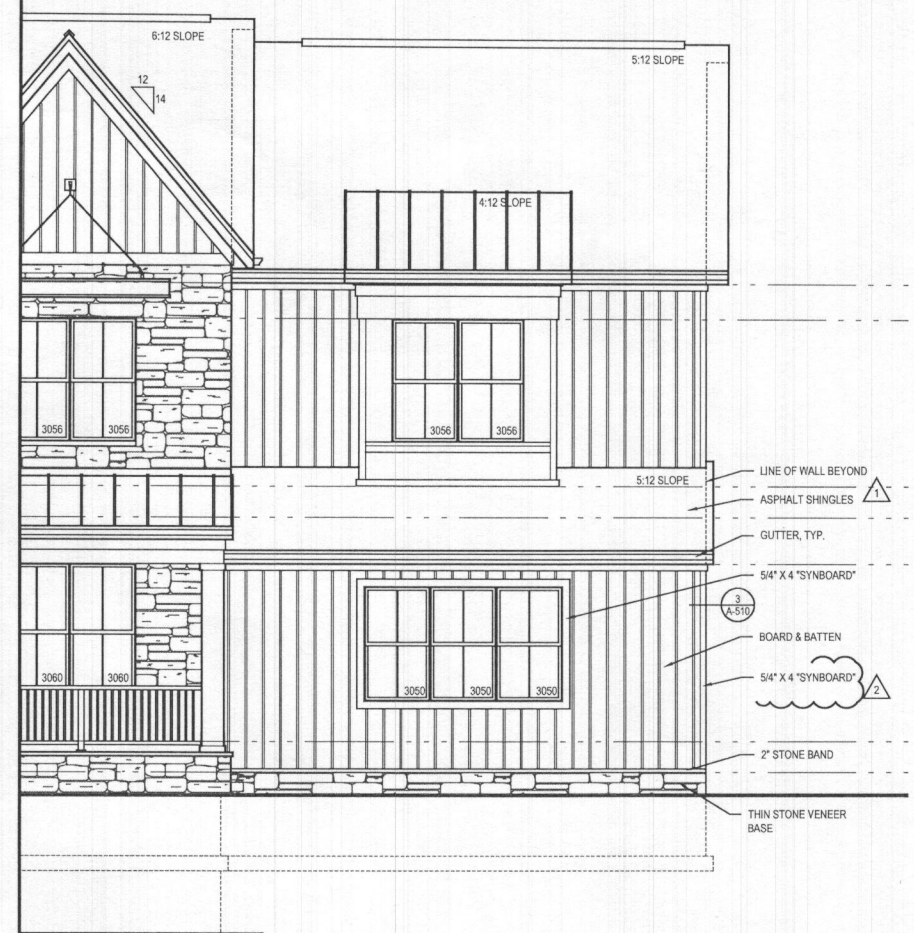 6:12 SLOPE
5:12 SLOPE
12
14
4:12 SLOPE
3056
3056
3056
3056
5:12 SLOPE
LINE OF WALL BEYOND
ASPHALT SHINGLES
1
GUTTER, TYP.
5/4" X 4 "SYNBOARD"
3
A-510
BOARD & BATTEN
3060
3060
3050
3050
3050
5/4" X 4 "SYNBOARD"
2
2" STONE BAND
THIN STONE VENEER
BASE